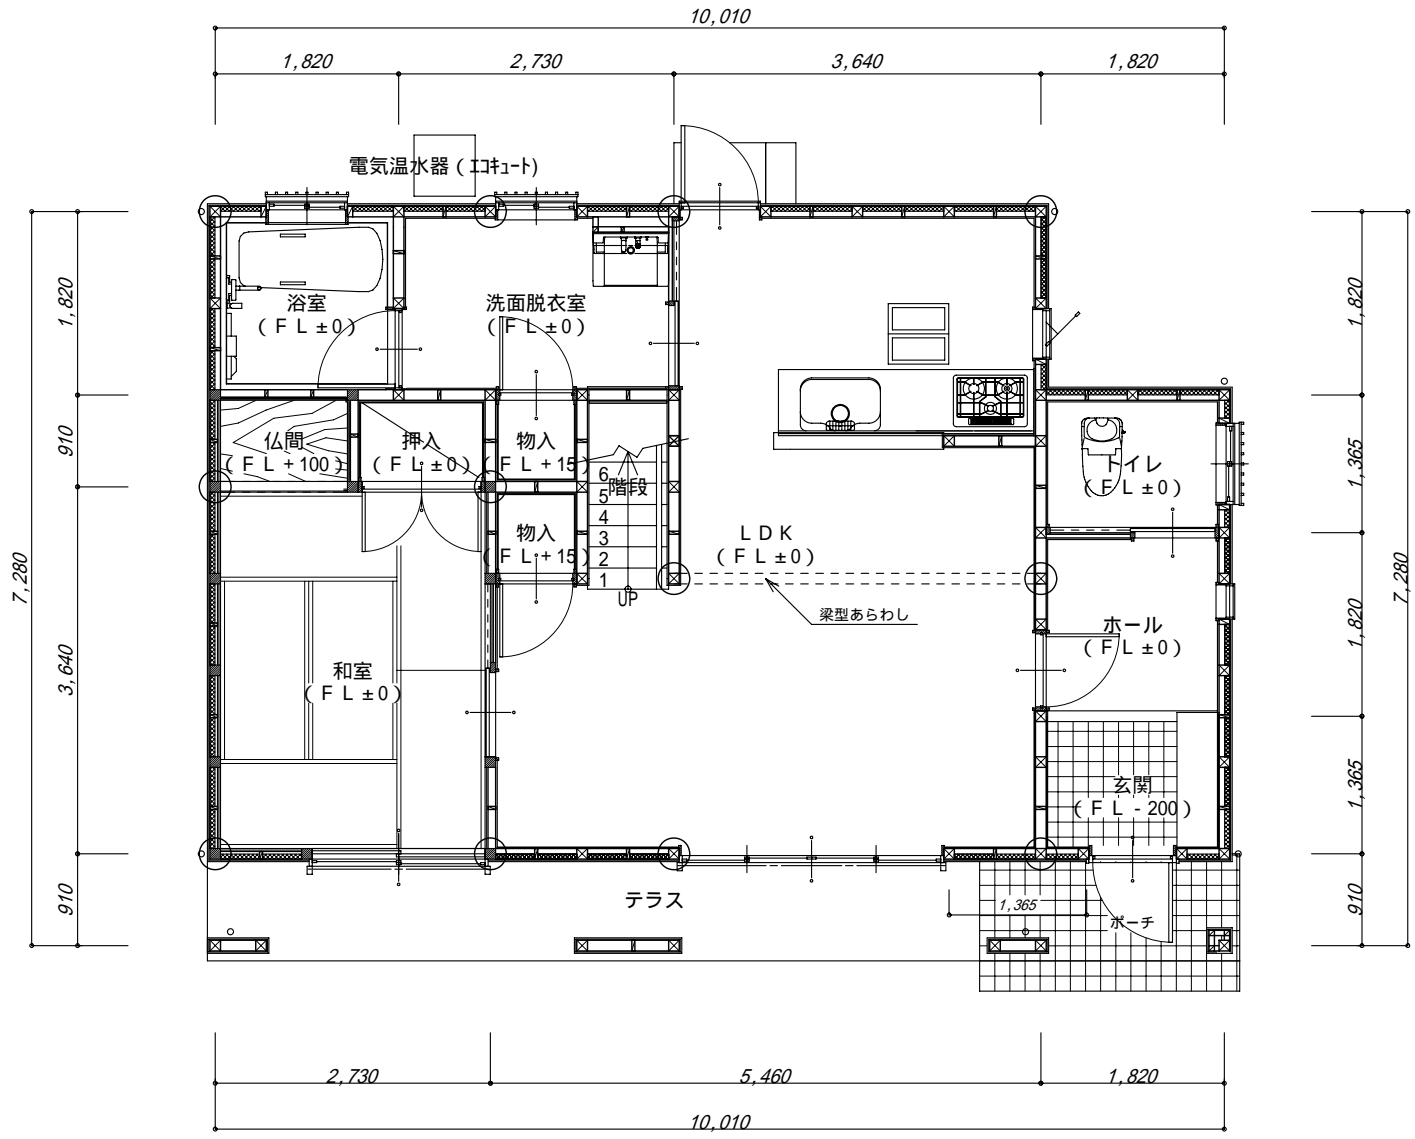 10,010
1,820
2,730
3,640
1,820
電気温水器(エコキュート)
浴室
(FL±0)
洗面脱衣室
(FL±0)
1,820
910
3,640
910
7,280
1,820
1,365
1,820
1,365
910
7,280
仏間
(FL+100)
押入
(FL±0)
物入
(FL+15)
6
階段
5
4
3
2
1
UP
物入
(FL+15)
LDK
(FL±0)
トイレ
(FL±0)
梁型あらわし
ホール
(FL±0)
和室
(FL±0)
玄関
(FL-200)
テラス
1,365
ポーチ
2,730
5,460
1,820
10,010